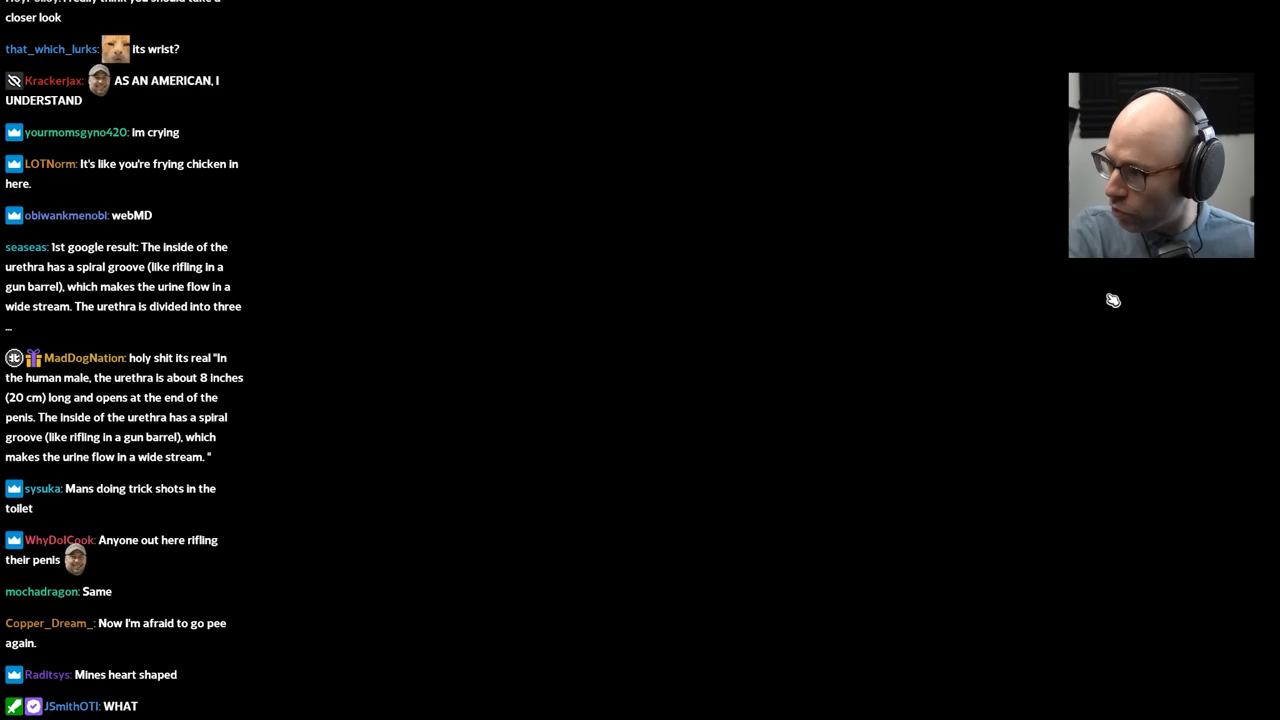 closer look
that_which_lurks: its wrist?
Krackerjax: AS AN AMERICAN, I
UNDERSTAND
yourmomsgyno420: im crying
LOTNorm: It's like you're frying chicken in
here.
obiwankmenobi: webMD
seaseas: 1st google result: The inside of the
urethra has a spiral groove (like rifling in a
gun barrel), which makes the urine flow in a
wide stream. The urethra is divided into three
...
MadDogNation: holy shit its real "In
the human male, the urethra is about 8 inches
(20 cm) long and opens at the end of the
penis. The inside of the urethra has a spiral
groove (like rifling in a gun barrel), which
makes the urine flow in a wide stream. "
sysuka: Mans doing trick shots in the
toilet
WhyDoICook: Anyone out here rifling
their penis
mochadragon: Same
Copper_Dream_: Now I'm afraid to go pee
again.
Raditsys: Mines heart shaped
JSmithOTI: WHAT